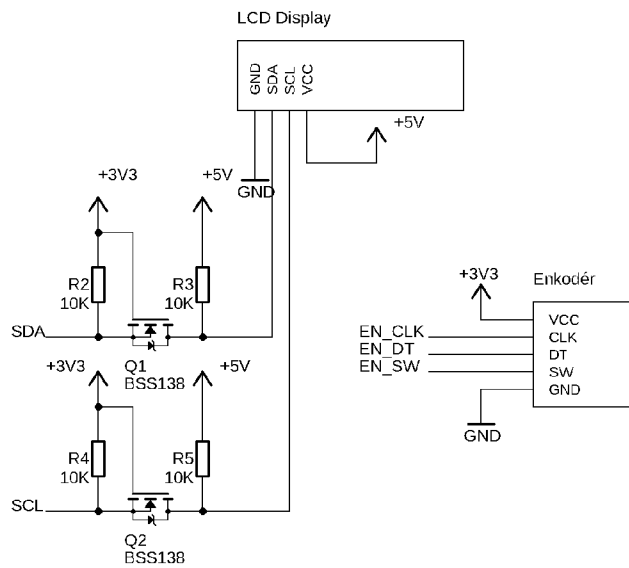 LCD Display
GND
SDA
SCL
VCC
+5V
GND
+3V3
+5V
R2
10K
R3
10K
SDA
Q1
BSS138
+3V3
+5V
R4
10K
R5
10K
SCL
Q2
BSS138
+3V3
Enkodér
EN_CLK
EN_DT
EN_SW
VCC
CLK
DT
SW
GND
GND